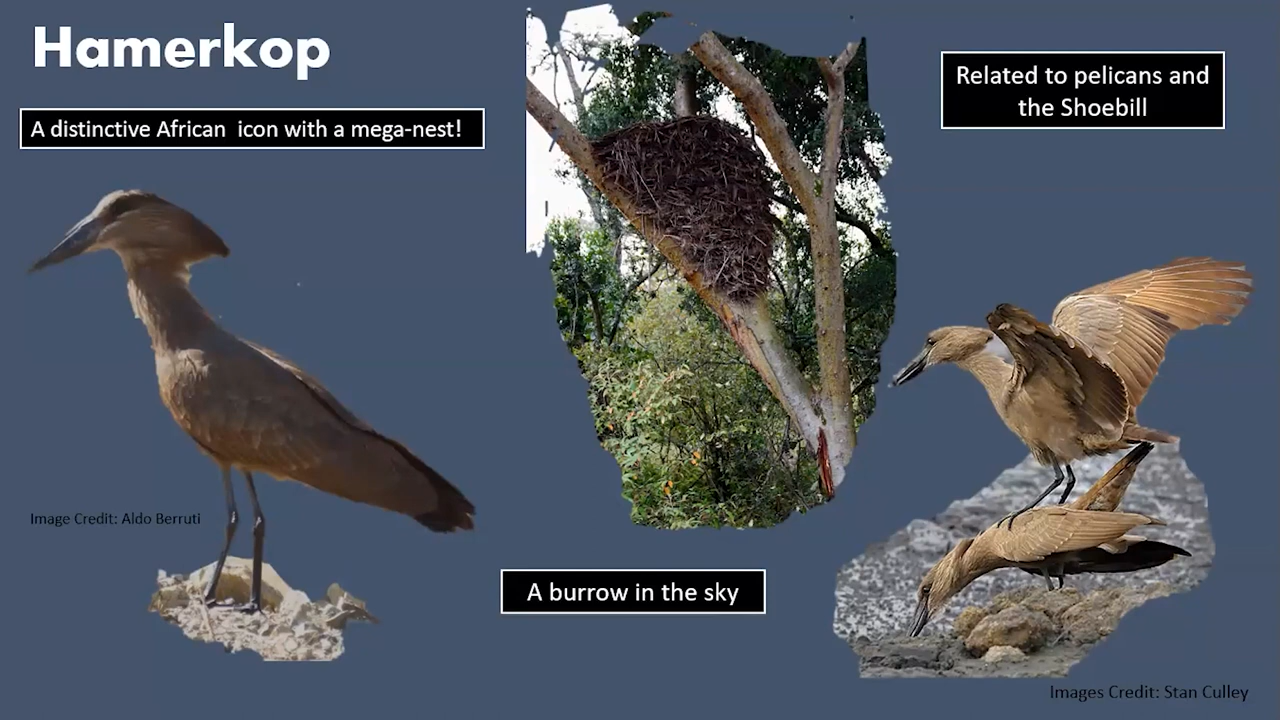 Hamerkop
A distinctive African  icon with a mega-nest!
Related to pelicans and
the Shoebill
Image Credit: Aldo Berruti
A burrow in the sky
Images Credit: Stan Culley